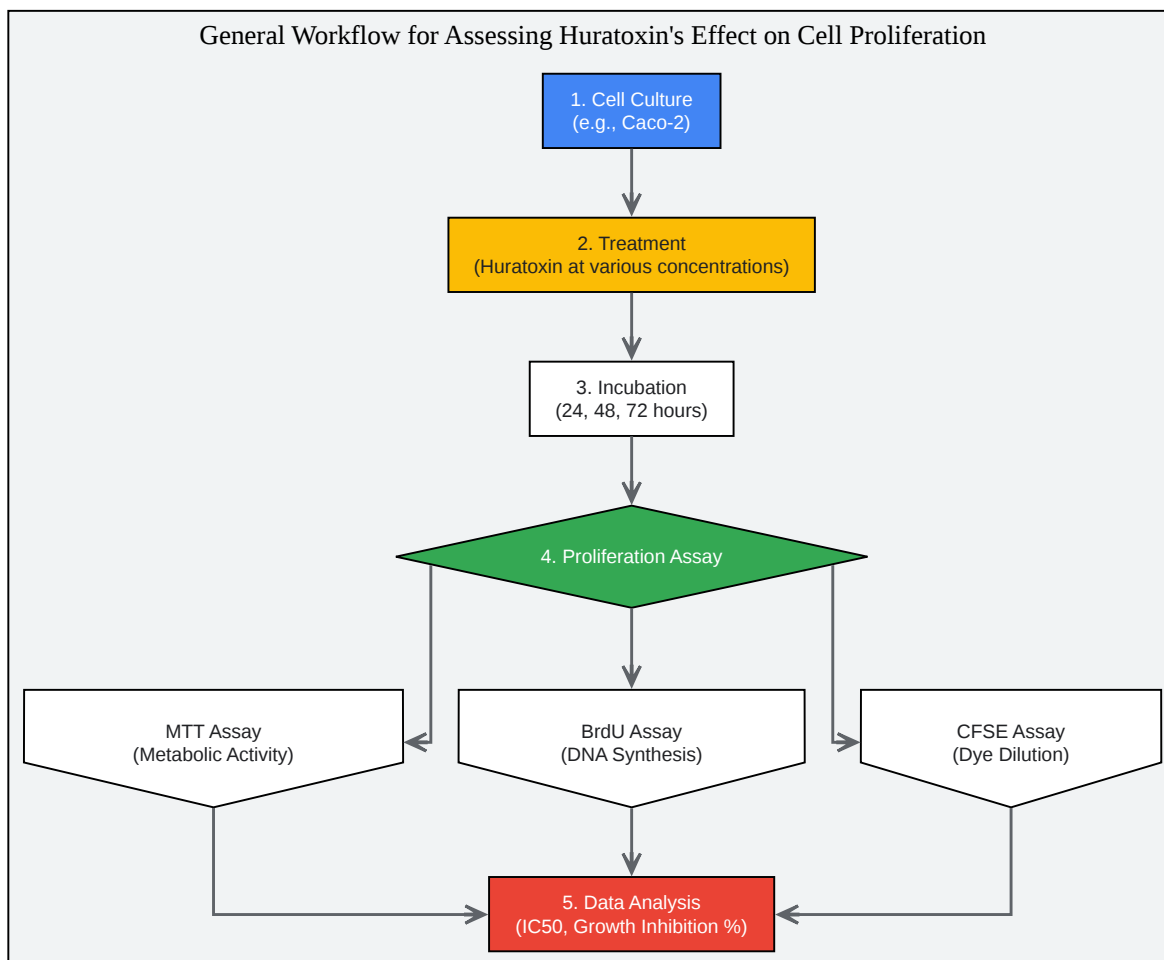 General Workflow for Assessing Huratoxin's Effect on Cell Proliferation
1. Cell Culture
(e.g., Caco-2)
2. Treatment
(Huratoxin at various concentrations)
3. Incubation
(24, 48, 72 hours)
4. Proliferation Assay
MTT Assay
(Metabolic Activity)
BrdU Assay
(DNA Synthesis)
CFSE Assay
(Dye Dilution)
5. Data Analysis
(IC50, Growth Inhibition %)